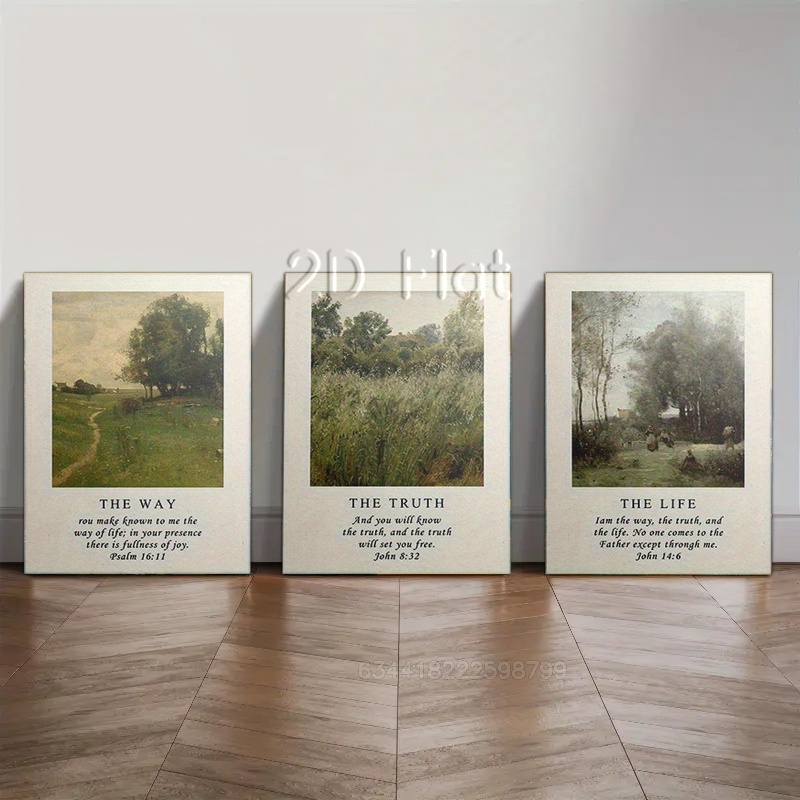 2D Flat
THE WAY
rou make known to me the
way of life; in your presence
there is fullness of joy.
Psalm 16:11
THE TRUTH
And you will know
the truth, and the truth
will set you free.
John 8:32
THE LIFE
Iam the way, the truth, and
the life. No one comes to the
Father except throngh me.
John 14:6
6344182222598799